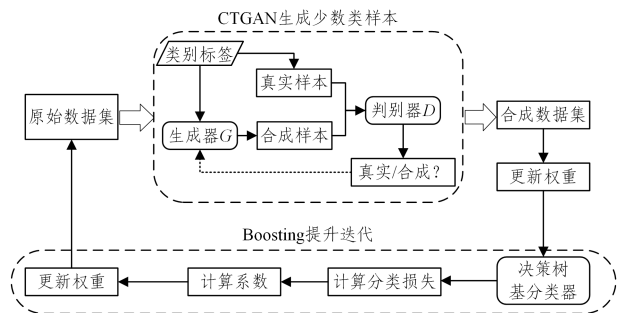 CTGAN生成少数类样本
类别标签
真实样本
原始数据集
生成器G
合成样本
判别器D
合成数据集
真实/合成?
更新权重
Boosting提升迭代
更新权重
计算系数
计算分类损失
决策树
基分类器